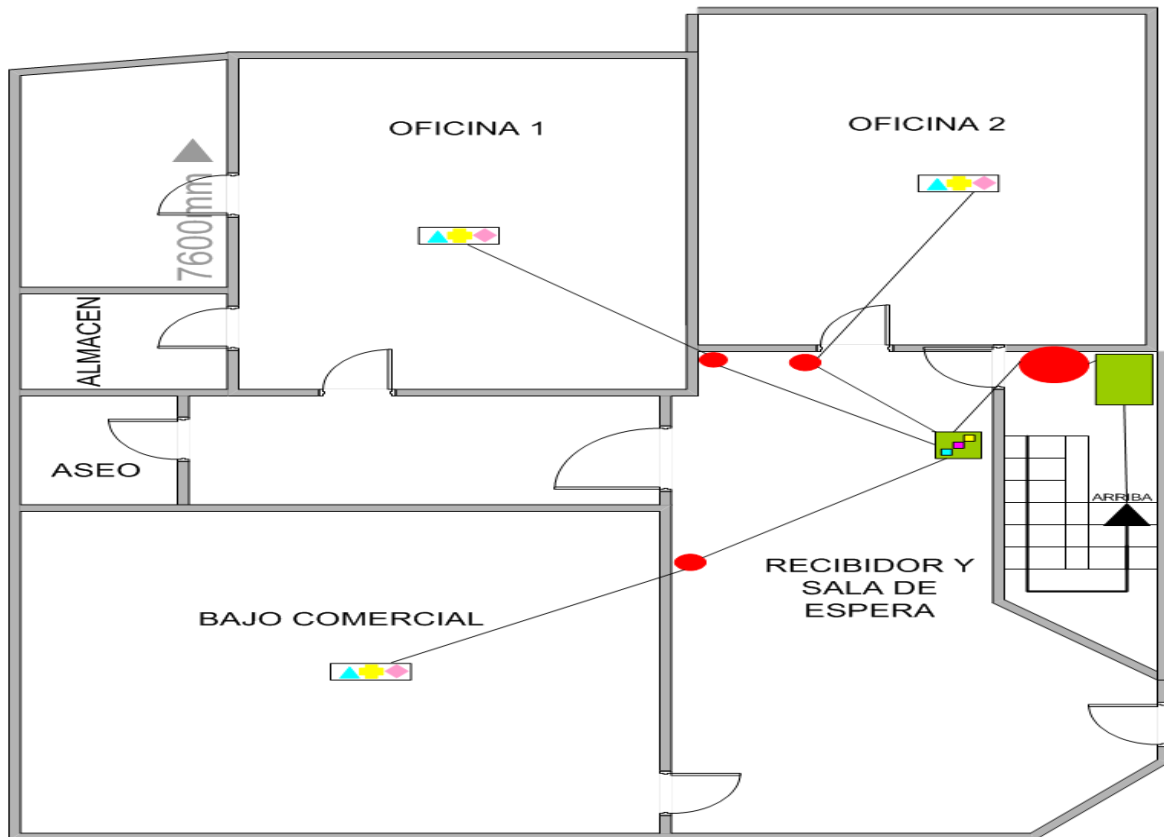 OFICINA 1
OFICINA 2
7600mm
ALMACEN
ASEO
ARRIBA
RECIBIDOR Y
SALA DE
ESPERA
BAJO COMERCIAL